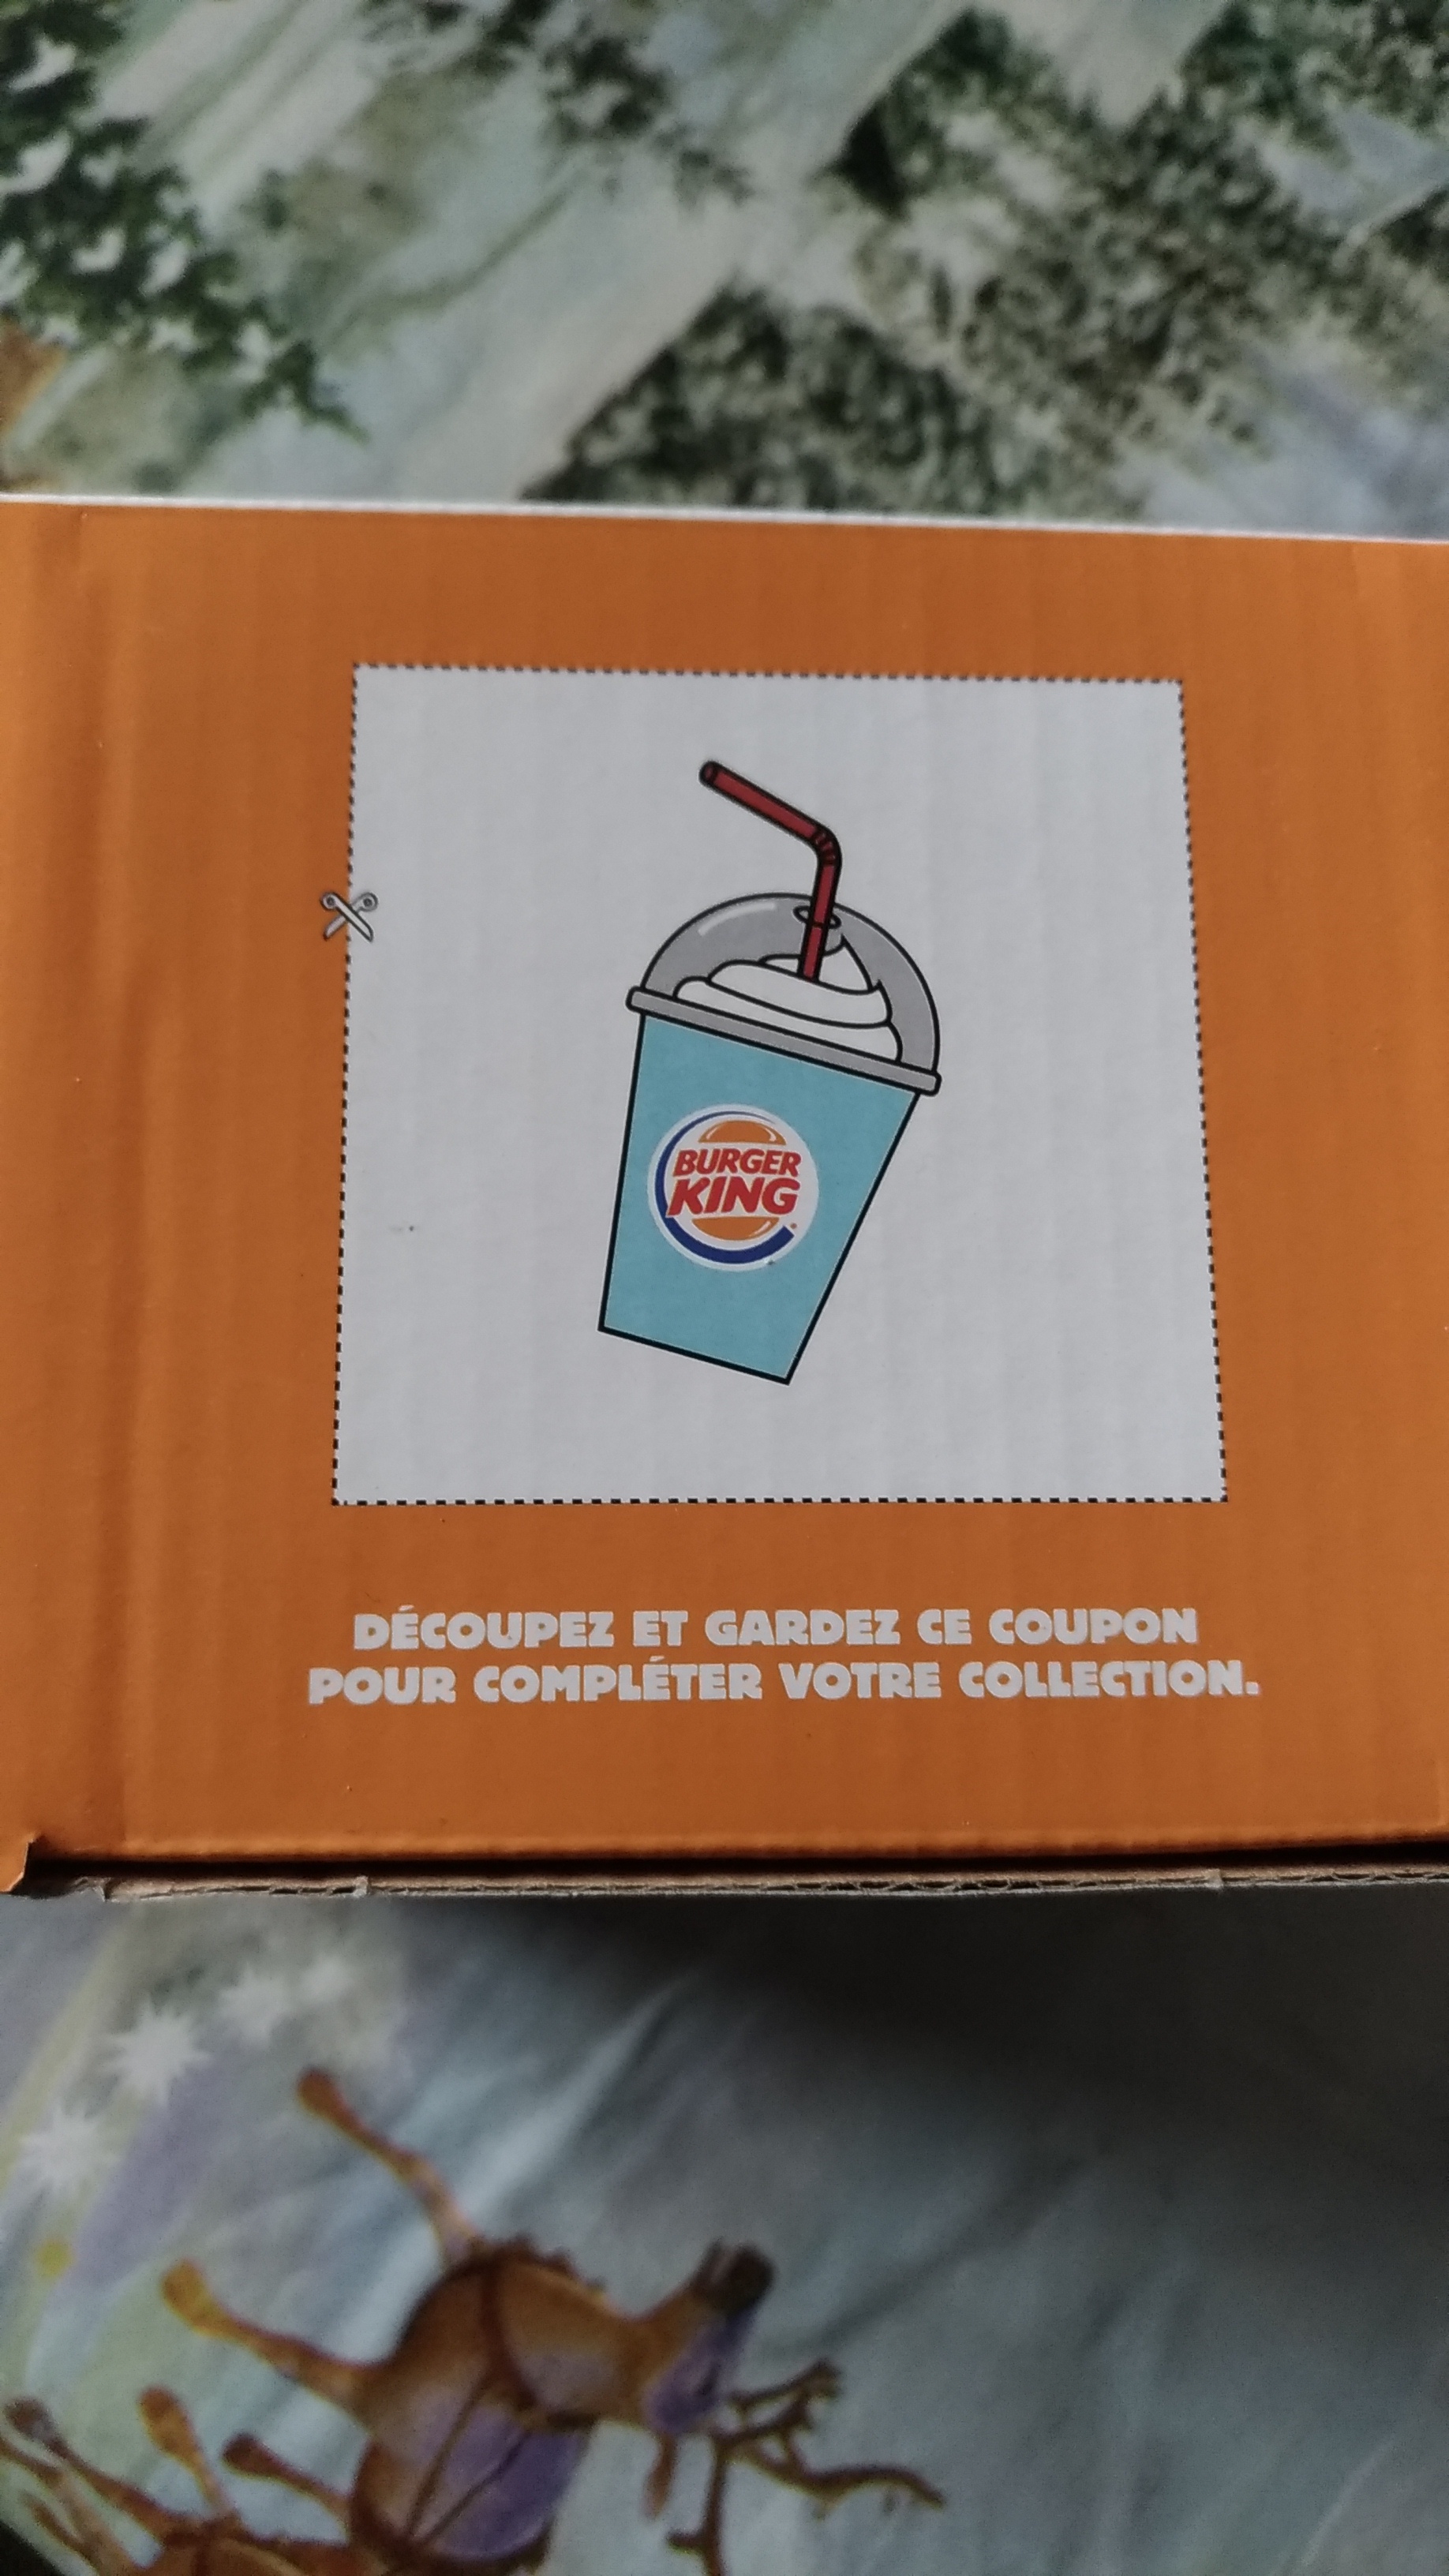 BURGER
KING
DÉCOUPEZ ET GARDEZ CE COUPON
POUR COMPLÉTER VOTRE COLLECTION.